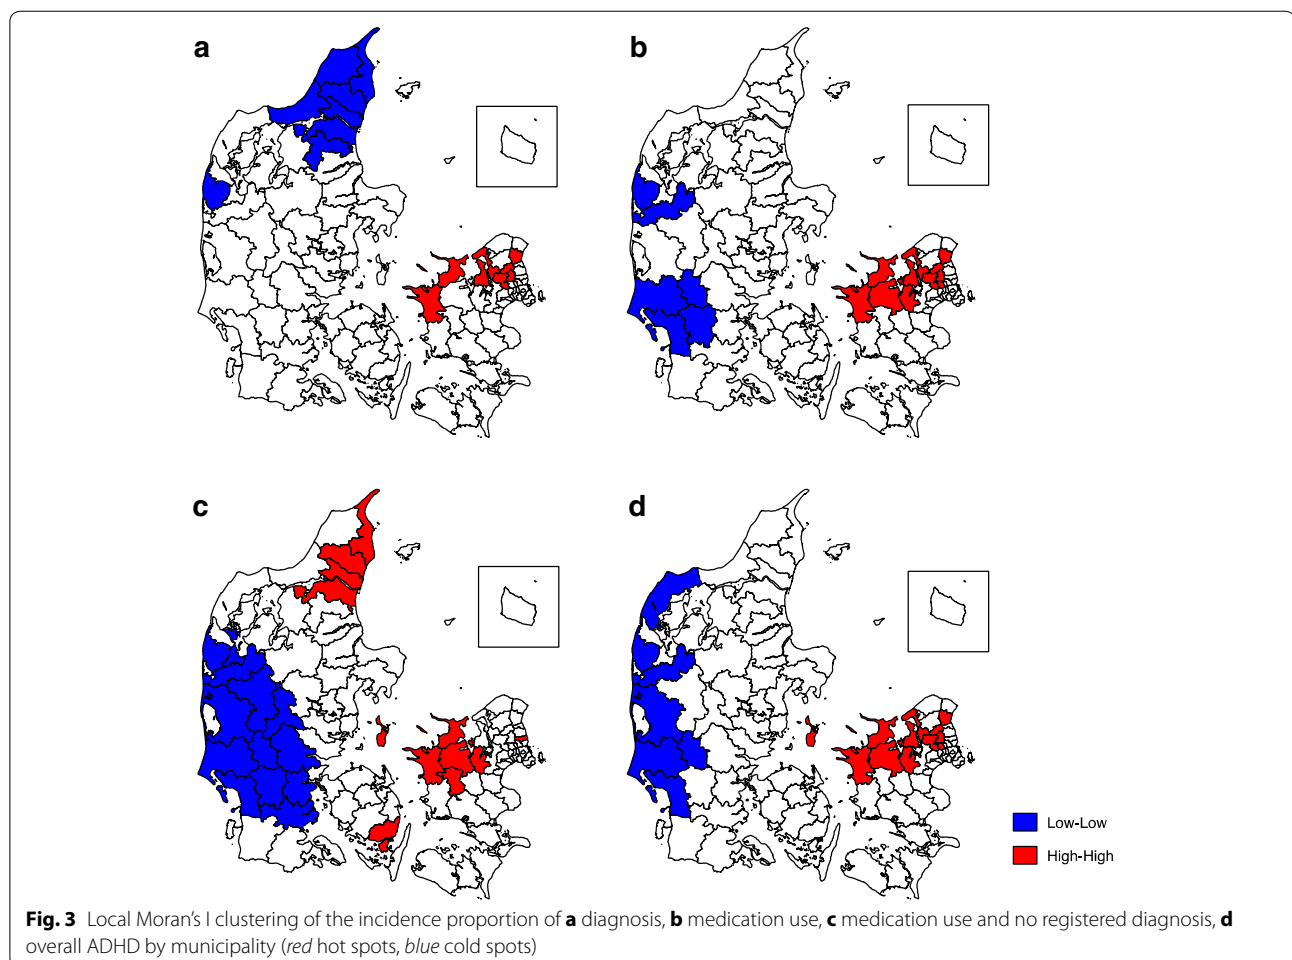 a
b
c
d
Low-Low
High-High
Fig. 3 Local Moran's I clustering of the incidence proportion of a diagnosis, b medication use, c medication use and no registered diagnosis, d
overall ADHD by municipality (red hot spots, blue cold spots)